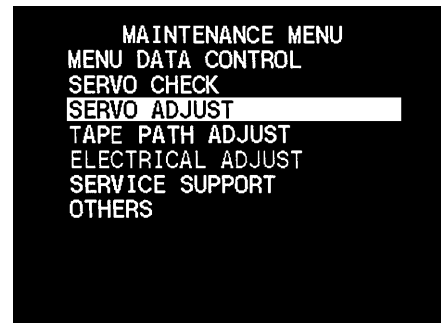 MAINTENANCE MENU
MENU DATA CONTROL
SERVO CHECK
SERVO ADJUST
TAPE PATH ADJUST
ELECTRICAL ADJUST
SERVICE SUPPORT
OTHERS